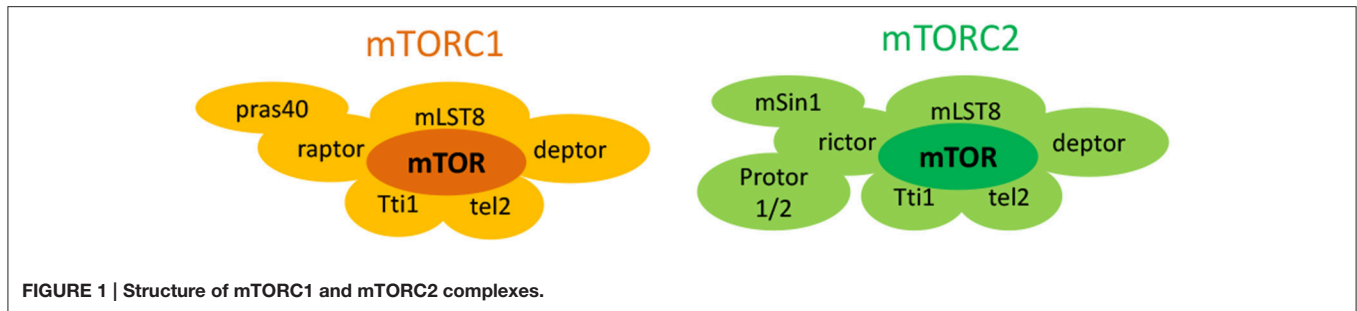 mTORC1
pras40
mLST8
raptor
mTOR
deptor
Tti1
tel2
mTORC2
mSin1
mLST8
rictor
mTOR
deptor
Protor
1/2
Tti1
tel2
FIGURE 1 | Structure of mTORC1 and mTORC2 complexes.